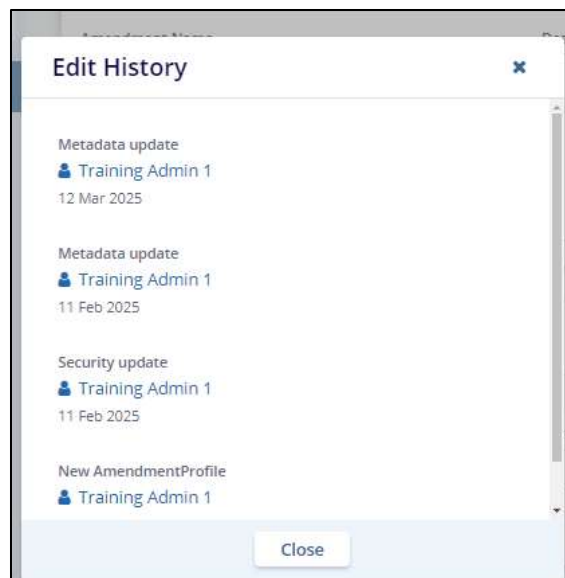 Edit History
Metadata update
Training Admin 1
12 Mar 2025
Metadata update
Training Admin 1
11 Feb 2025
Security update
Training Admin 1
11 Feb 2025
New AmendmentProfile
Training Admin 1
Close